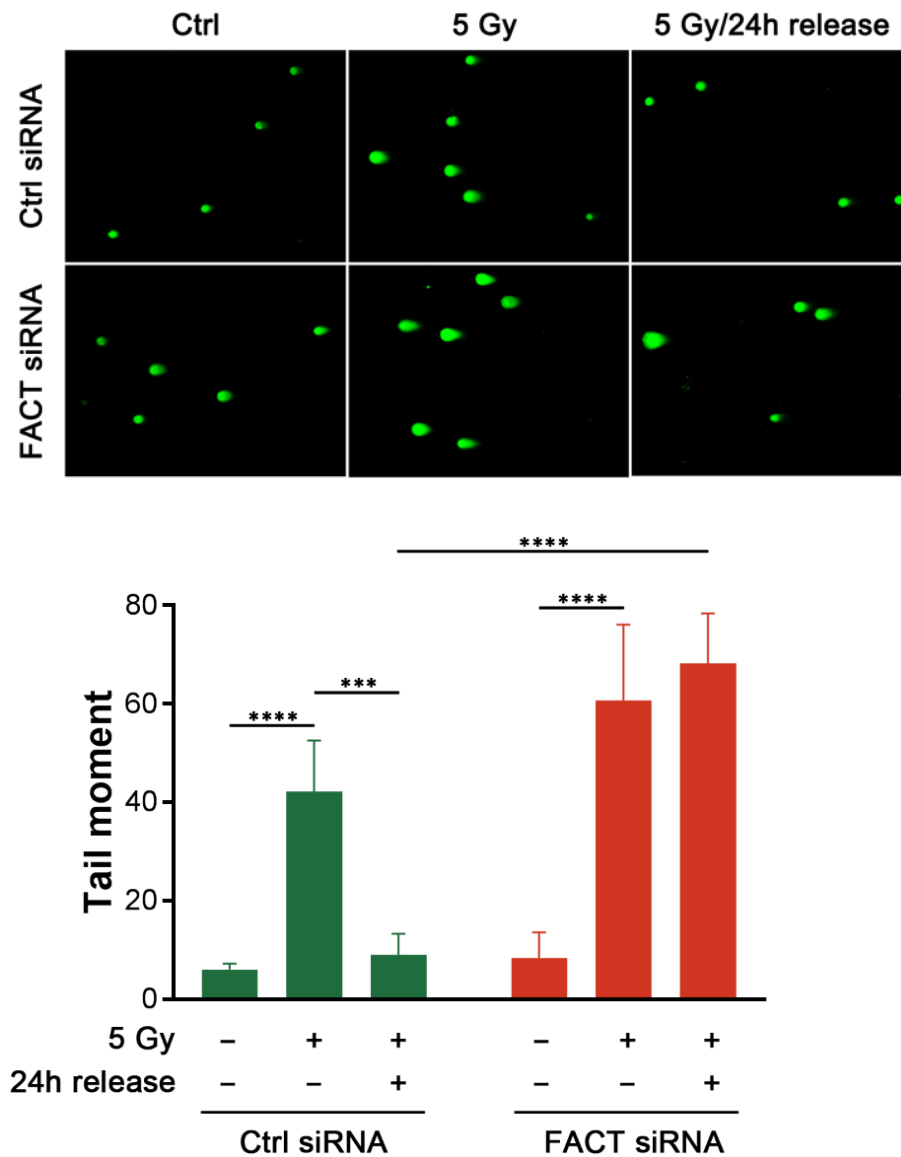 Ctrl 5 Gy 5 Gy/24h release
Ctrl siRNA
FACT siRNA
****
****
***
****
80
60
40
20
0
Tail moment
5 Gy – + + – + +
24h release – – + – – +
Ctrl siRNA FACT siRNA